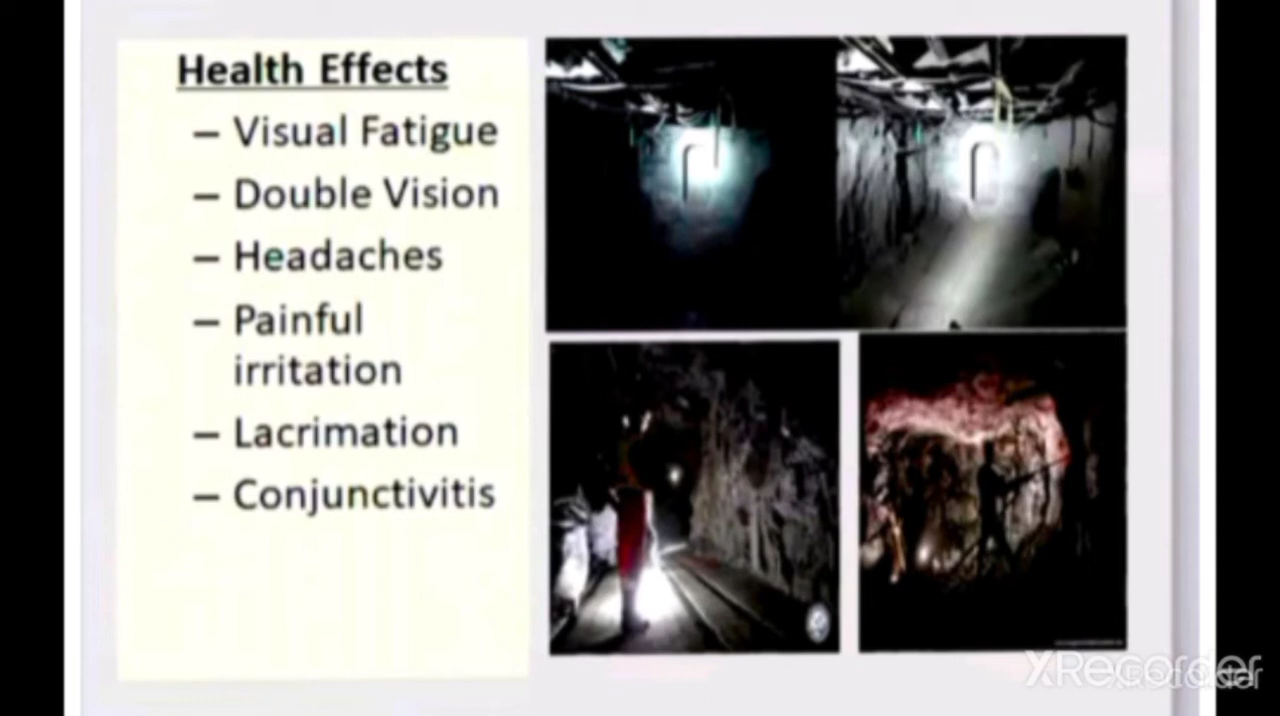 Health Effects
– Visual Fatigue
– Double Vision
– Headaches
– Painful
irritation
– Lacrimation
– Conjunctivitis
XRecorder